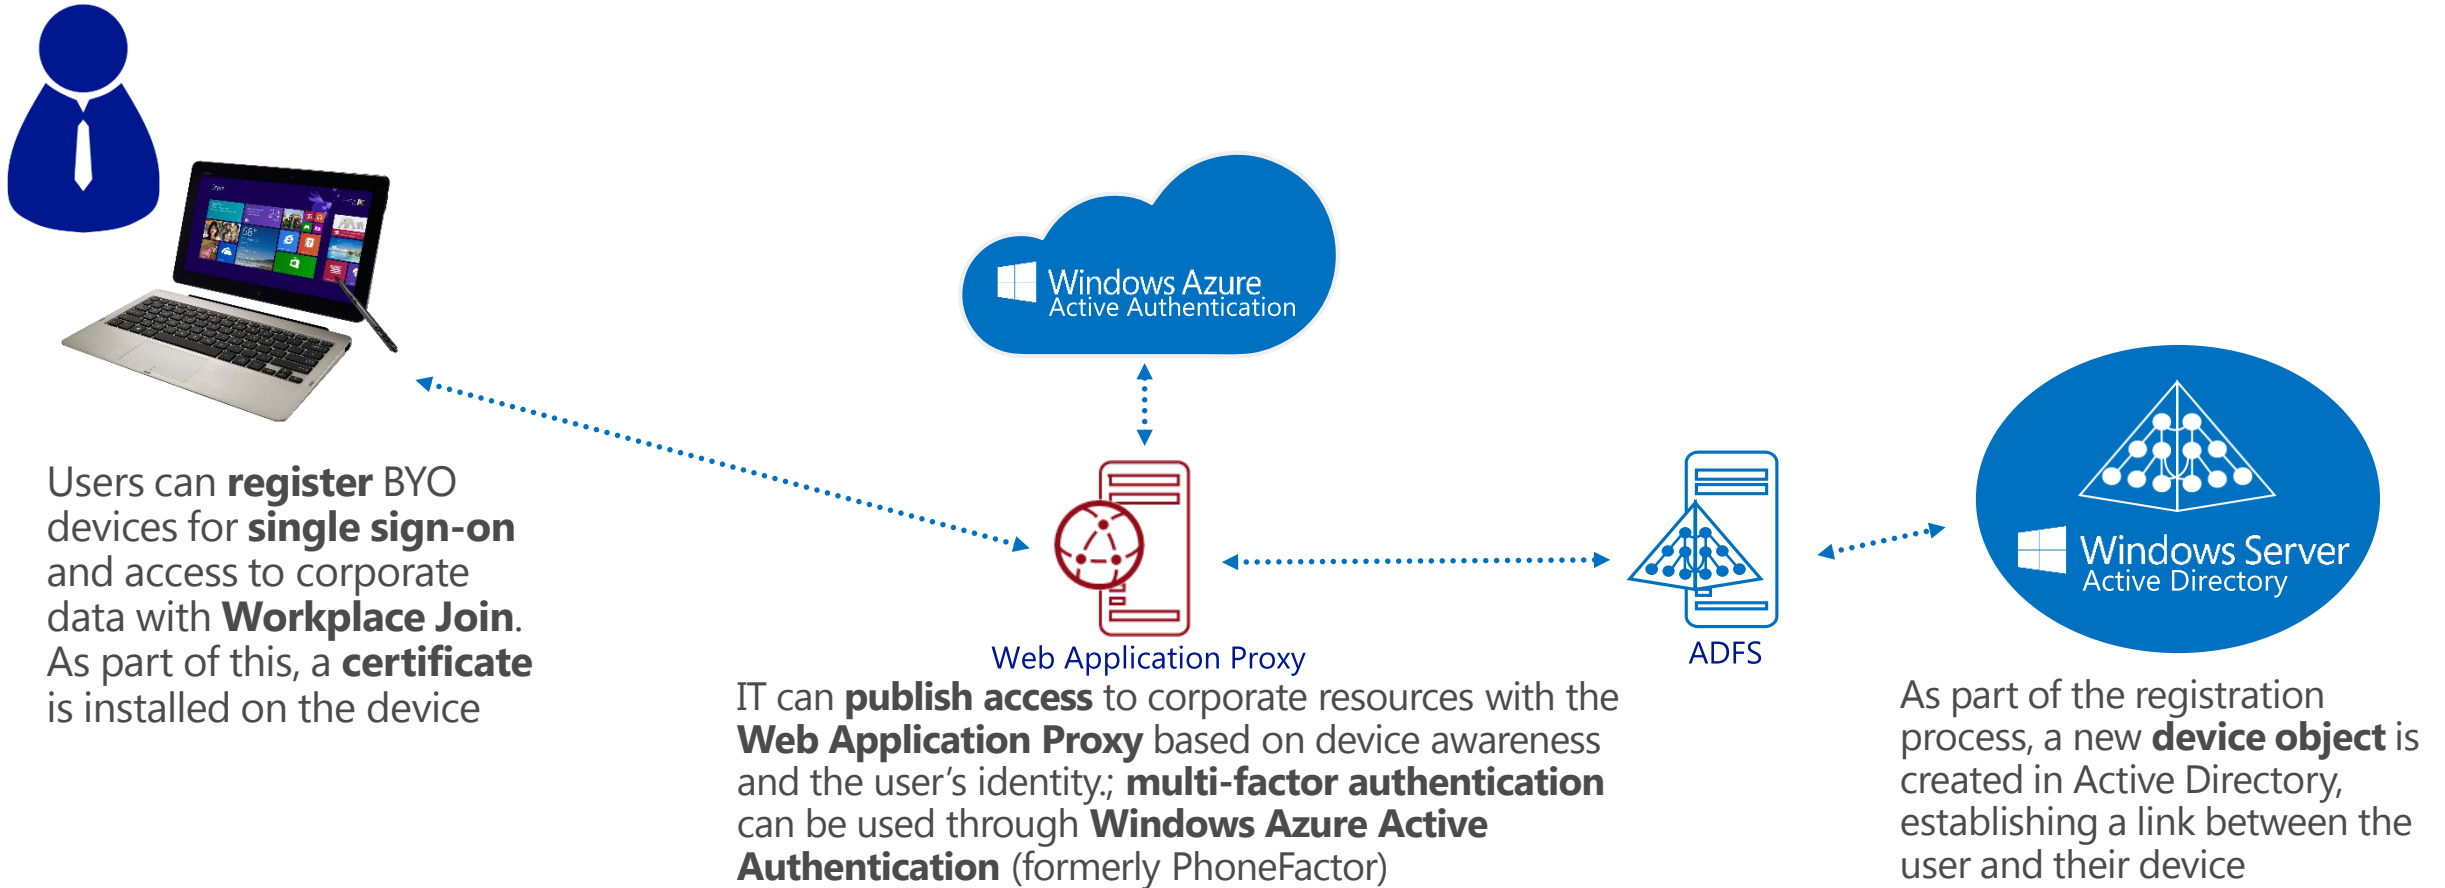 Windows Azure
Active Authentication
Windows Server
Active Directory
Web Application Proxy
ADFS
Users can register BYO
devices for single sign-on
and access to corporate
data with Workplace Join.
As part of this, a certificate
is installed on the device
IT can publish access to corporate resources with the
Web Application Proxy based on device awareness
and the user's identity.; multi-factor authentication
can be used through Windows Azure Active
Authentication (formerly PhoneFactor)
As part of the registration
process, a new device object is
created in Active Directory,
establishing a link between the
user and their device